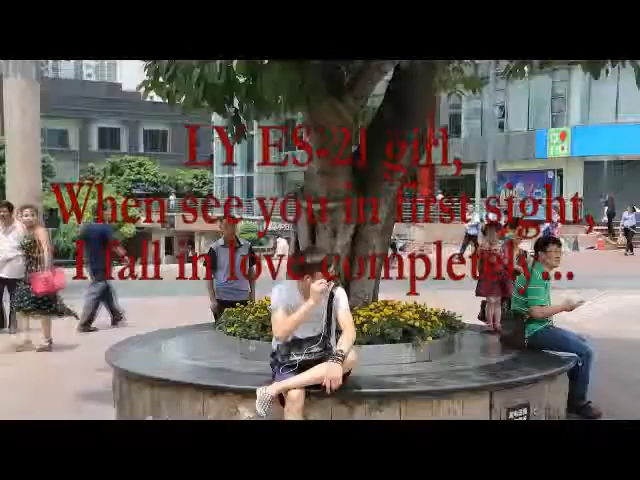 LY ES-21 girl,
When see you in first sight,
I fall in love completely...